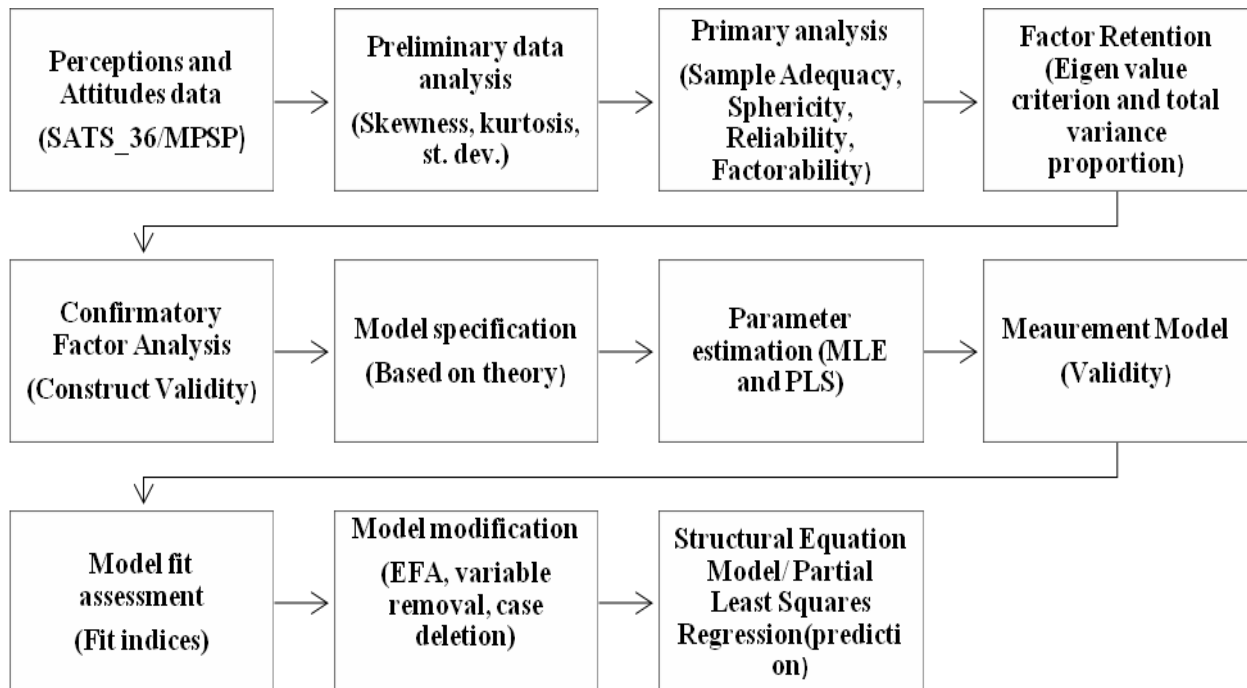 Perceptions and
Attitudes data
(SATS_36/MPSP)
Preliminary data
analysis
(Skewness, kurtosis,
st. dev.)
Primary analysis
(Sample Adequacy,
Sphericity,
Reliability,
Factorability)
Factor Retention
(Eigen value
criterion and total
variance
proportion)
Confirmatory
Factor Analysis
(Construct Validity)
Model specification
(Based on theory)
Parameter
estimation (MLE
and PLS)
Meaurement Model
(Validity)
Model fit
assessment
(Fit indices)
Model modification
(EFA, variable
removal, case
deletion)
Structural Equation
Model/ Partial
Least Squares
Regression(predicti
on)